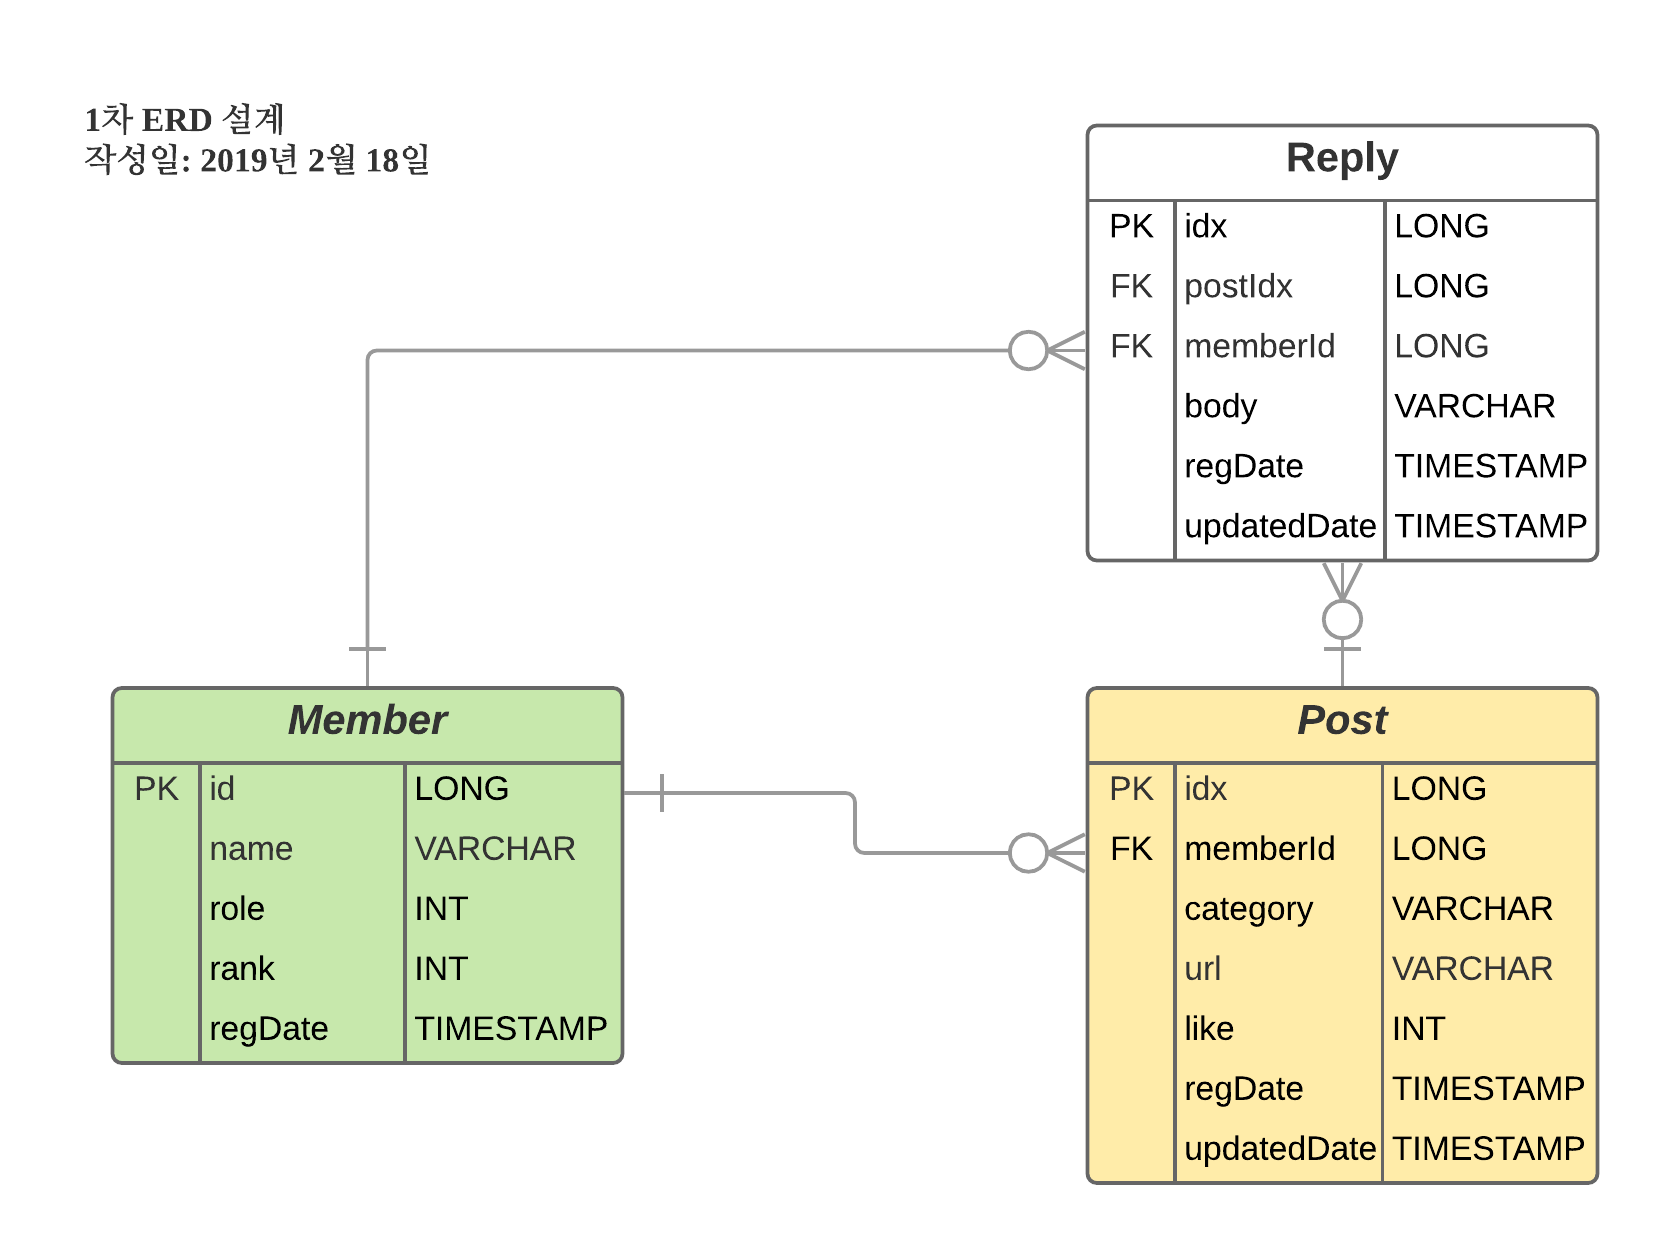 1차 ERD 설계
작성일: 2019년 2월 18일
Reply
PK idx LONG
FK postIdx LONG
FK memberId LONG
body VARCHAR
regDate TIMESTAMP
updatedDate TIMESTAMP
Member
PK id LONG
name VARCHAR
role INT
rank INT
regDate TIMESTAMP
Post
PK idx LONG
FK memberId LONG
category VARCHAR
url VARCHAR
like INT
regDate TIMESTAMP
updatedDate TIMESTAMP